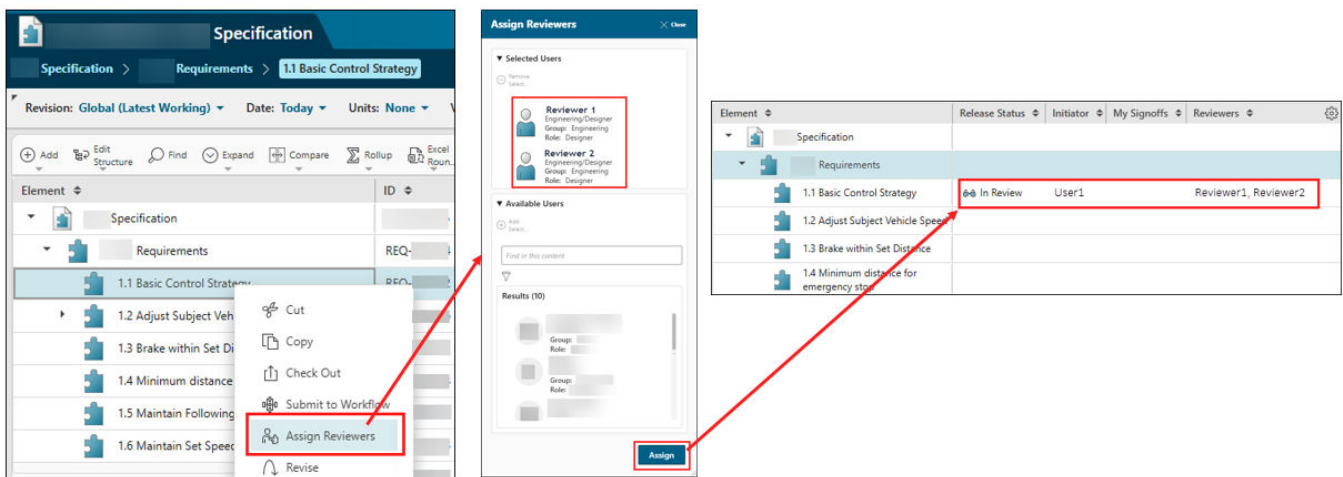 Specification
Specification > Requirements > 1.1 Basic Control Strategy
Revision: Global (Latest Working) Date: Today Units: None
Add Edit Structure Find Expand Compare Rollup Excel Roun...
Element ID
Specification
Requirements REQ-
1.1 Basic Control Strategy REQ-
1.2 Adjust Subject Veh
1.3 Brake within Set Di
1.4 Minimum distance
1.5 Maintain Following
1.6 Maintain Set Speed
Cut
Copy
Check Out
Submit to Workflow
Assign Reviewers
Revise
Assign Reviewers Close
Selected Users
Remove
Select...
Reviewer 1
Engineering/Designer
Group: Engineering
Role: Designer
Reviewer 2
Engineering/Designer
Group: Engineering
Role: Designer
Available Users
Add
Select...
Find in this content
Results (10)
Group:
Role:
Group:
Role:
Assign
Element Release Status Initiator My Signoffs Reviewers
Specification
Requirements
1.1 Basic Control Strategy In Review User1 Reviewer1, Reviewer2
1.2 Adjust Subject Vehicle Speed
1.3 Brake within Set Distance
1.4 Minimum distance for
emergency stop